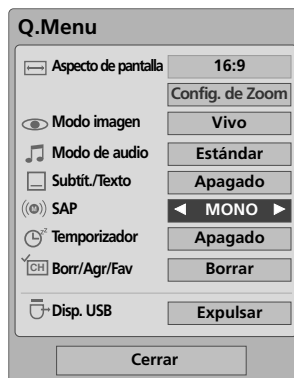 Q.Menu
Aspecto de pantalla 16:9
Config. de Zoom
Modo imagen Vivo
Modo de audio Estándar
Subtít./Texto Apagado
((M)) SAP ◄ MONO ►
z z Temporizador Apagado
CH Borr/Agr/Fav Borrar
Disp. USB Expulsar
Cerrar